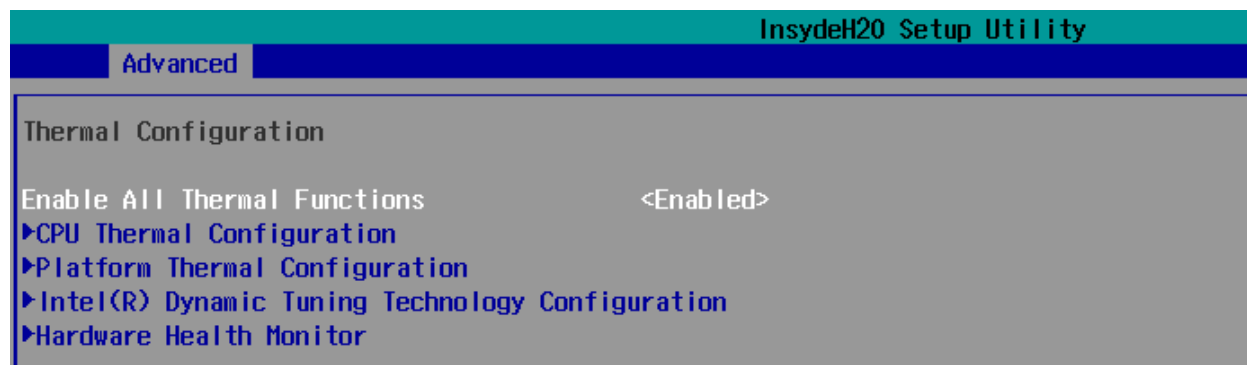 InsydeH20 Setup Utility
Advanced
Thermal Configuration
Enable All Thermal Functions <Enabled>
►CPU Thermal Configuration
►Platform Thermal Configuration
►Intel(R) Dynamic Tuning Technology Configuration
►Hardware Health Monitor